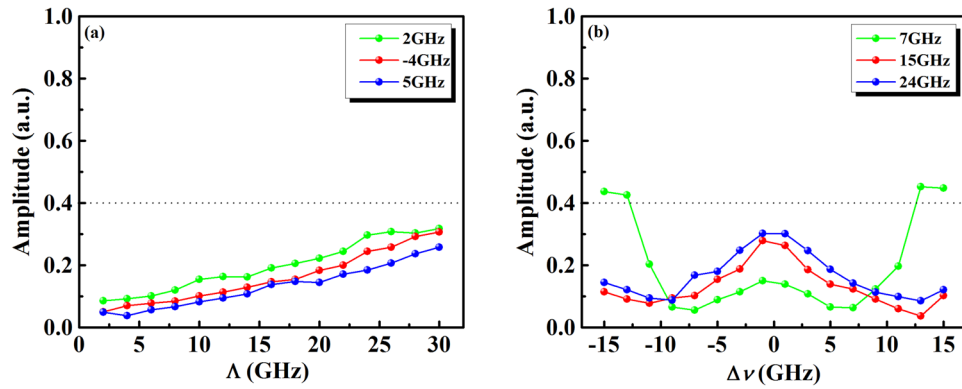 (a)
2GHz
-4GHz
5GHz
Amplitude (a.u.)
1.0
0.8
0.6
0.4
0.2
0.0
0 5 10 15 20 25 30
Λ (GHz)
(b)
7GHz
15GHz
24GHz
Amplitude (a.u.)
1.0
0.8
0.6
0.4
0.2
0.0
-15 -10 -5 0 5 10 15
Δν (GHz)